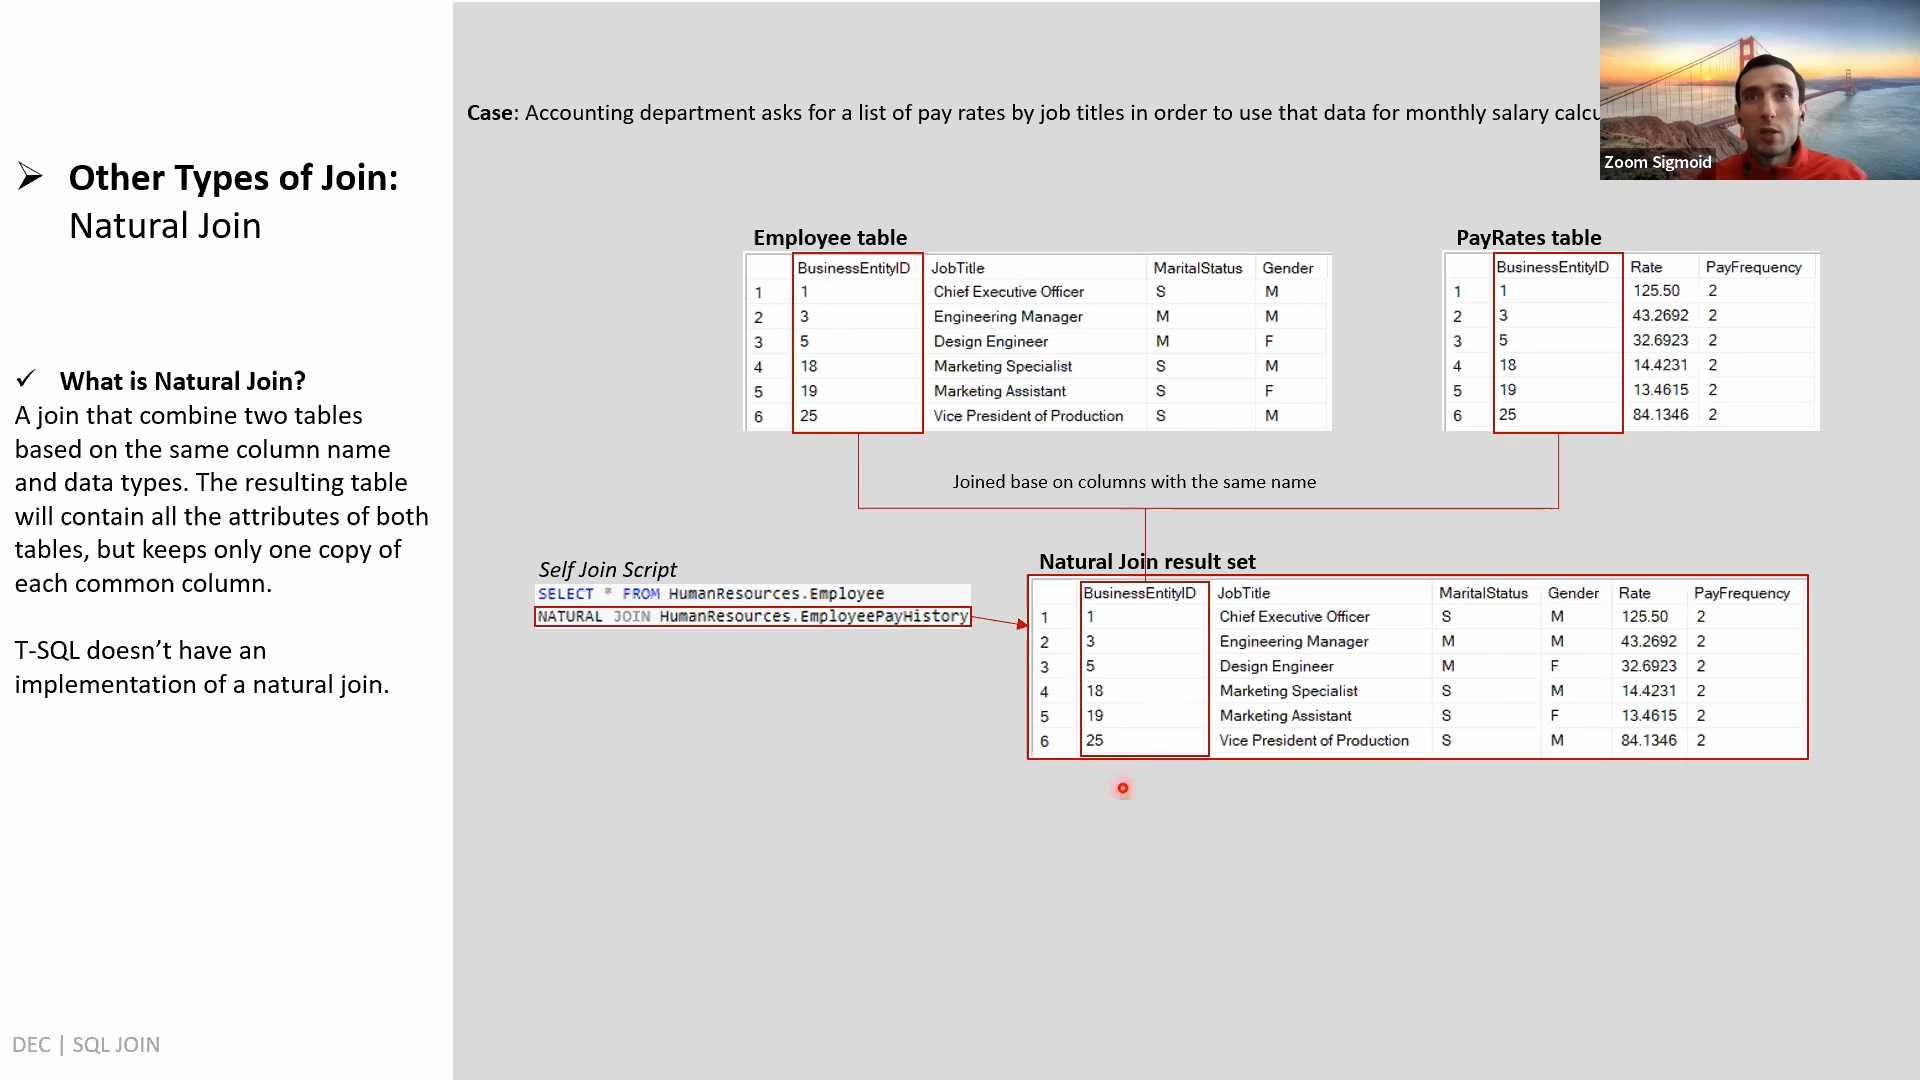 Case: Accounting department asks for a list of pay rates by job titles in order to use that data for monthly salary
Zoom Sigmoid
Other Types of Join:
Natural Join
What is Natural Join?
A join that combine two tables
based on the same column name
and data types. The resulting table
will contain all the attributes of both
tables, but keeps only one copy of
each common column.
T-SQL doesn’t have an
implementation of a natural join.
Employee table
BusinessEntityID JobTitle MaritalStatus Gender
1 1 Chief Executive Officer S M
2 3 Engineering Manager M M
3 5 Design Engineer M F
4 18 Marketing Specialist S M
5 19 Marketing Assistant S F
6 25 Vice President of Production S M
PayRates table
BusinessEntityID Rate PayFrequency
1 1 125.50 2
2 3 43.2692 2
3 5 32.6923 2
4 18 14.4231 2
5 19 13.4615 2
6 25 84.1346 2
Joined base on columns with the same name
Self Join Script
SELECT * FROM HumanResources.Employee
NATURAL JOIN HumanResources.EmployeePayHistory
Natural Join result set
BusinessEntityID JobTitle MaritalStatus Gender Rate PayFrequency
1 1 Chief Executive Officer S M 125.50 2
2 3 Engineering Manager M M 43.2692 2
3 5 Design Engineer M F 32.6923 2
4 18 Marketing Specialist S M 14.4231 2
5 19 Marketing Assistant S F 13.4615 2
6 25 Vice President of Production S M 84.1346 2
DEC | SQL JOIN